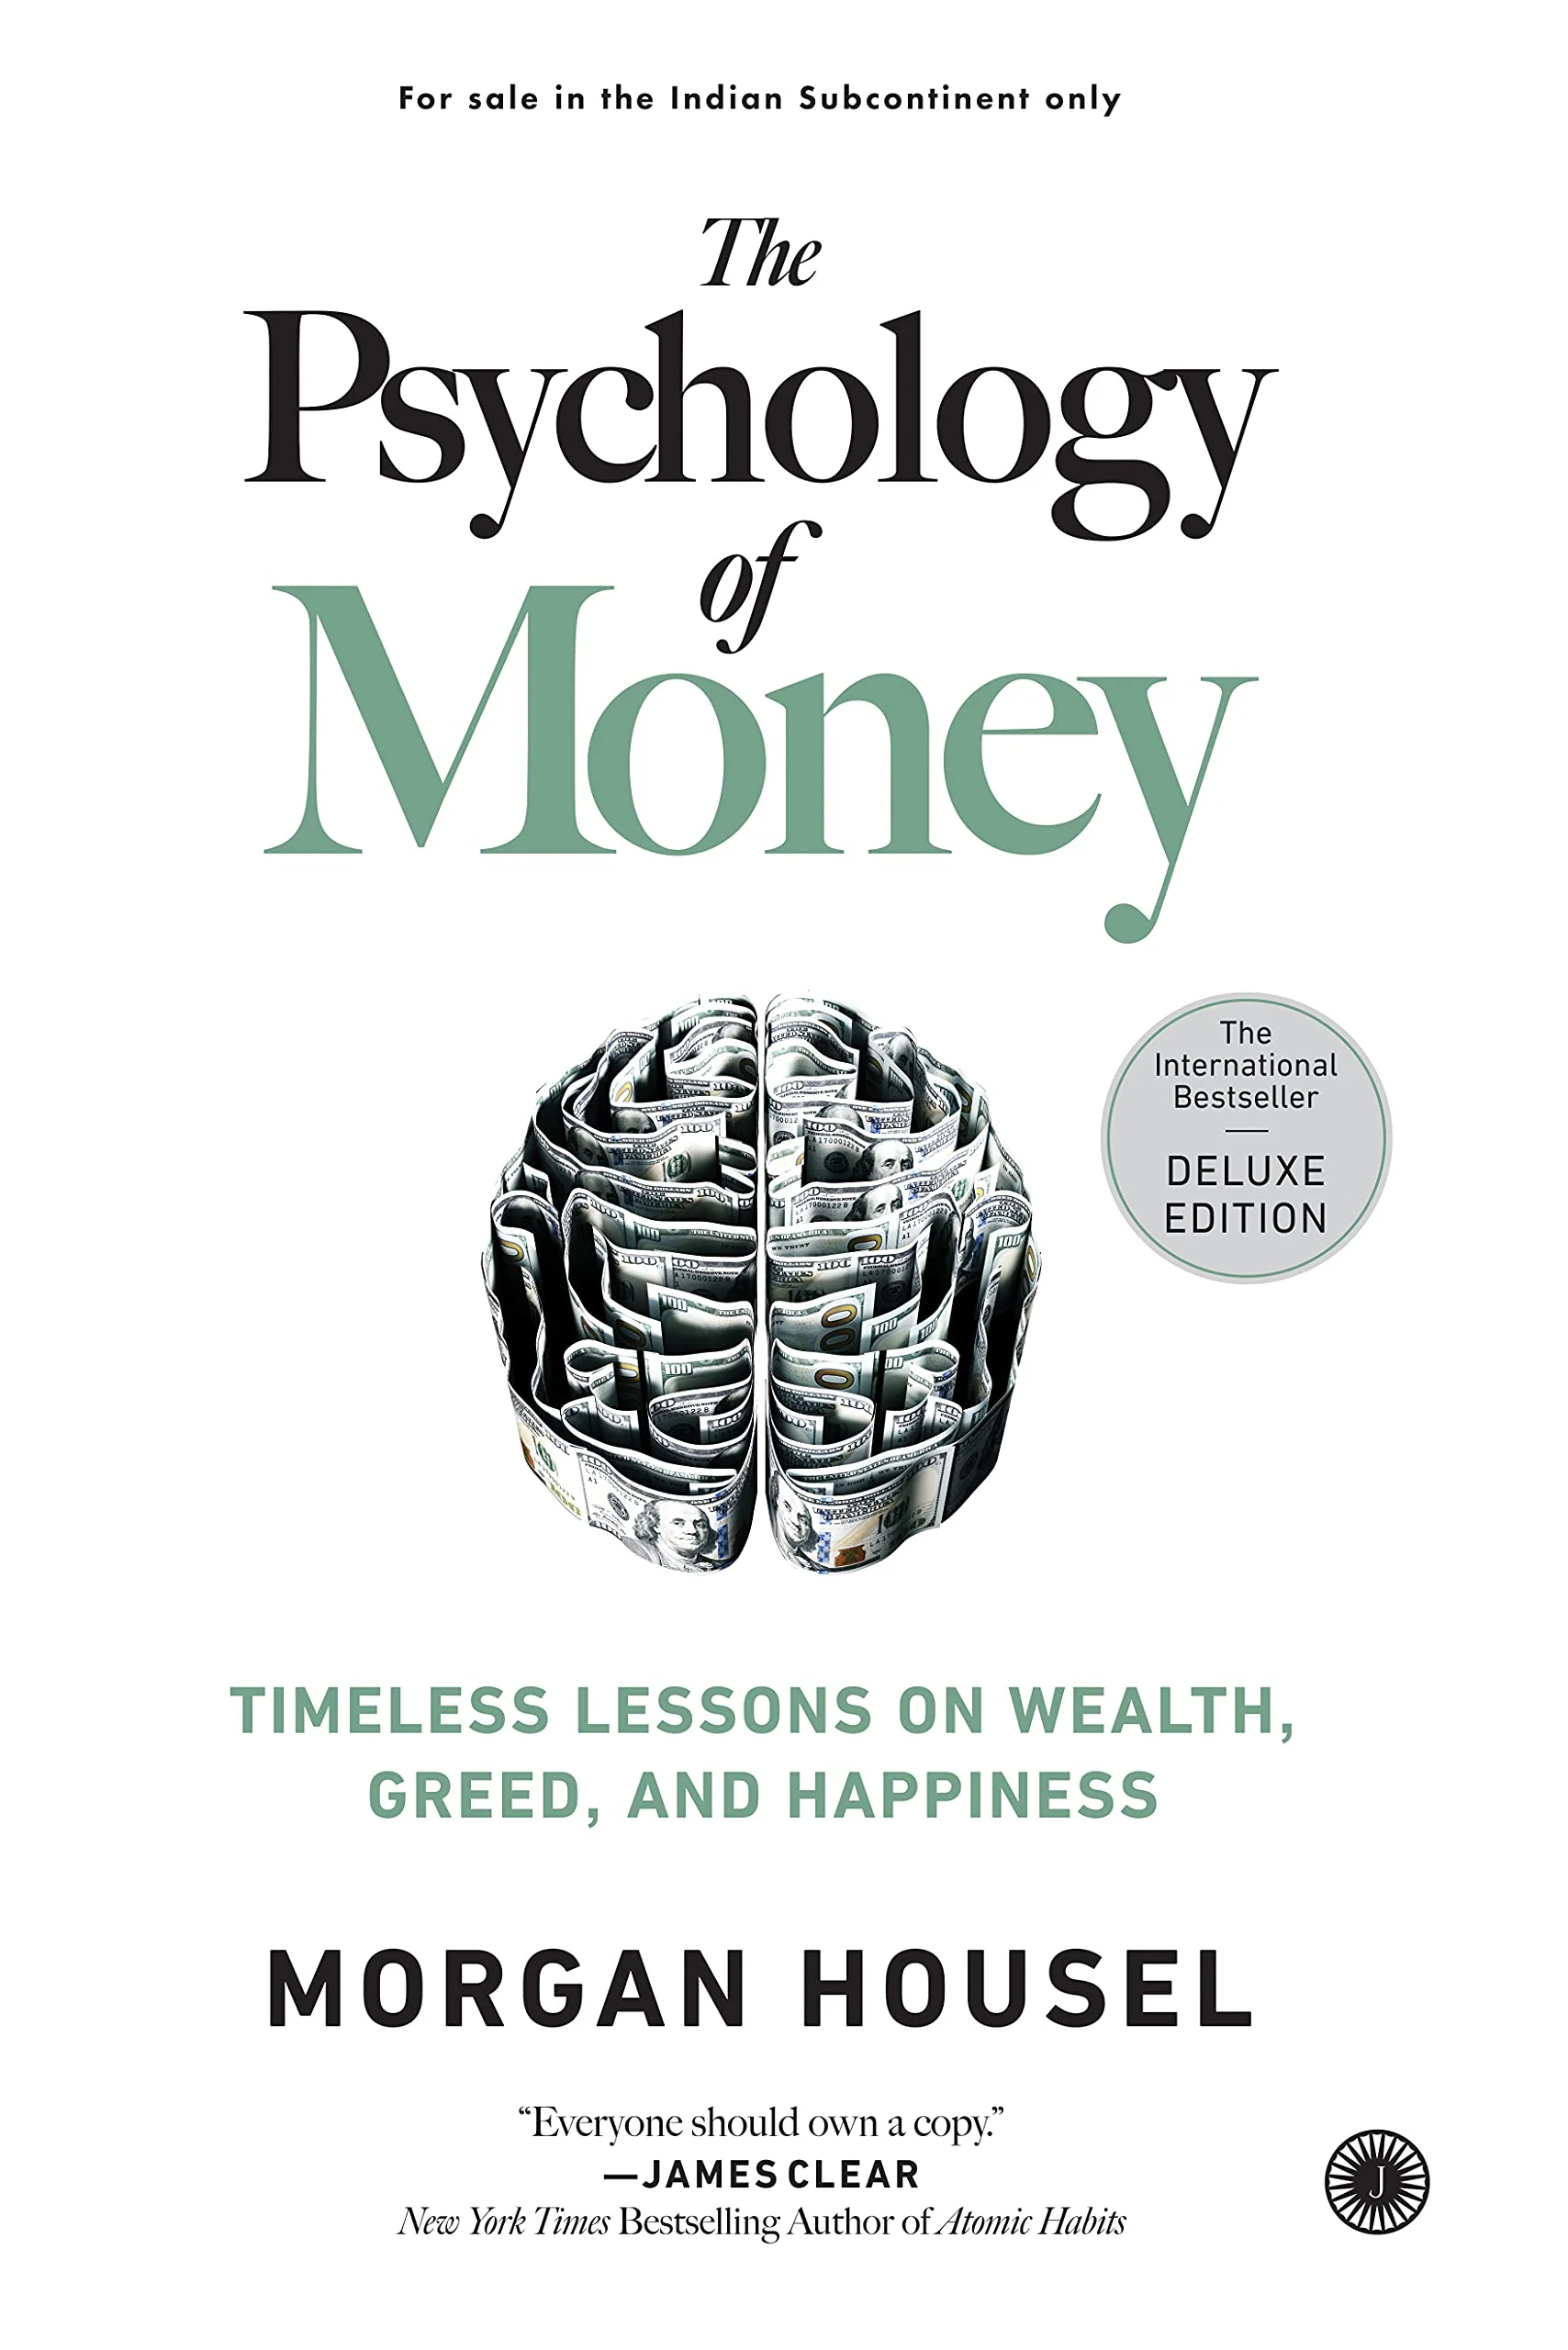 For sale in the Indian Subcontinent only
The
Psychology
of
Money
The
International
Bestseller
DELUXE
EDITION
TIMELESS LESSONS ON WEALTH,
GREED, AND HAPPINESS
MORGAN HOUSEL
“Everyone should own a copy.”
—JAMES CLEAR
New York Times Bestselling Author of Atomic Habits
J